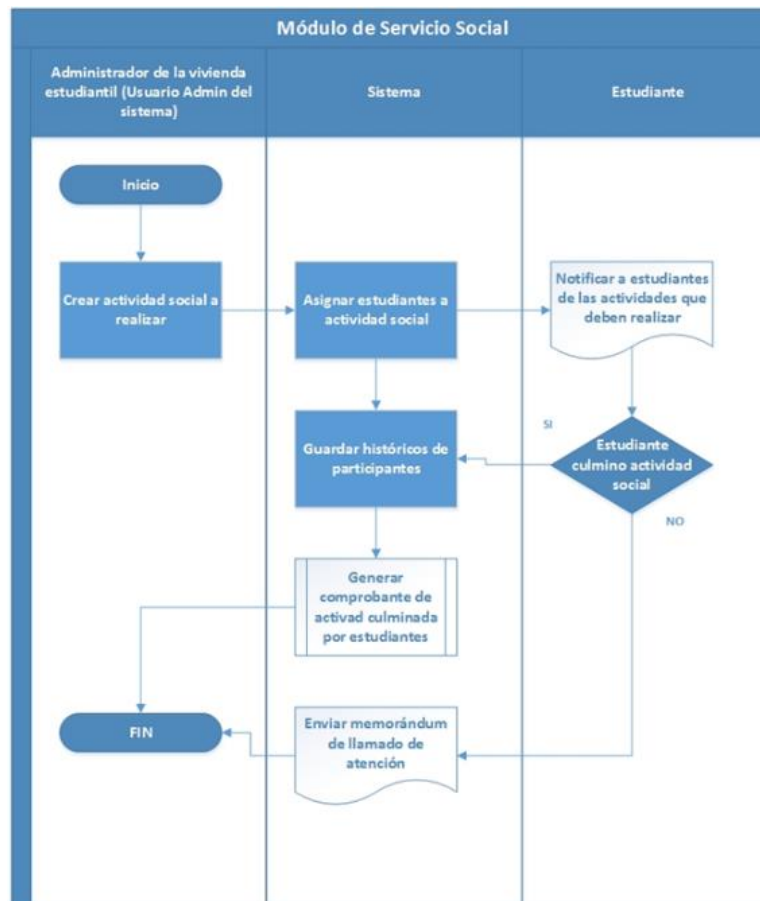 Módulo de Servicio Social
Administrador de la vivienda
estudiantil (Usuario Admin del
sistema)
Sistema
Estudiante
Inicio
Crear actividad social a
realizar
Asignar estudiantes a
actividad social
Notificar a estudiantes
de las actividades que
deben realizar
SI
Guardar históricos de
participantes
Estudiante
culmino actividad
social
NO
Generar
comprobante de
activad culminada
por estudiantes
FIN
Enviar memorándum
de llamado de
atención